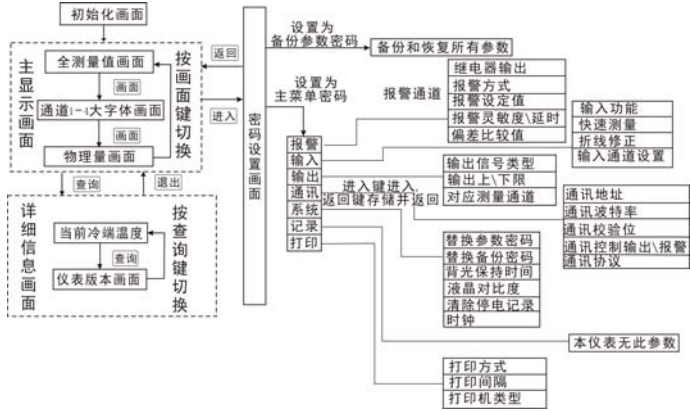 初始化画面
主显示画面
全测量值画面
画面
通道1-4大字体画面
画面
物理量画面
按画面键切换
返回
进入
查询
退出
详细信息画面
当前冷端温度
查询
仪表版本画面
按查询键切换
密码设置画面
设置为
备份参数密码
备份和恢复所有参数
设置为
主菜单密码
报警
输入
输出
通讯
系统
记录
打印
进入键进入,
返回键存储并返回
报警通道
继电器输出
报警方式
报警设定值
报警灵敏度\延时
偏差比较值
输入功能
快速测量
折线修正
输入通道设置
输出信号类型
输出上\下限
对应测量通道
通讯地址
通讯波特率
通讯校验位
通讯控制输出\报警
通讯协议
替换参数密码
替换备份密码
背光保持时间
液晶对比度
清除停电记录
时钟
本仪表无此参数
打印方式
打印间隔
打印机类型